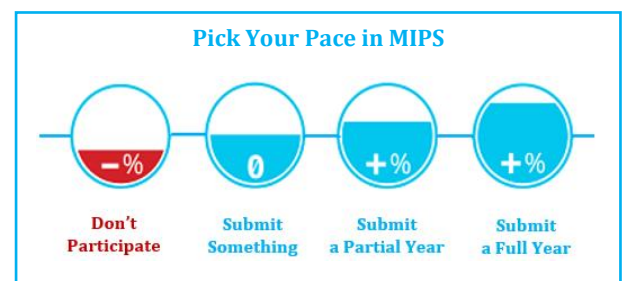 Pick Your Pace in MIPS
−%
0
+%
+%
Don't
Participate
Submit
Something
Submit
a Partial Year
Submit
a Full Year